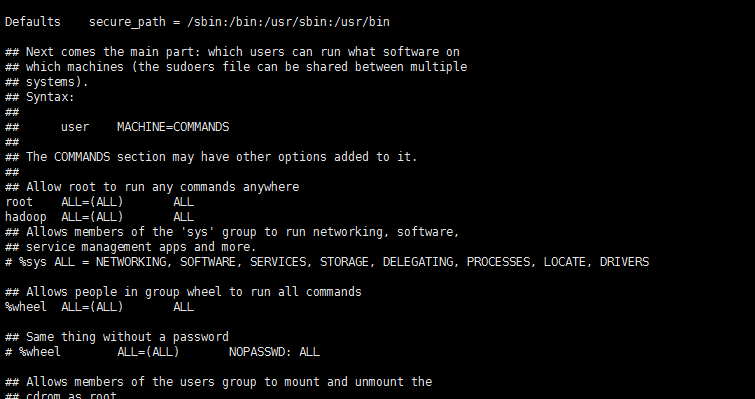 Defaults    secure_path = /sbin:/bin:/usr/sbin:/usr/bin
## Next comes the main part: which users can run what software on
## which machines (the sudoers file can be shared between multiple
## systems).
## Syntax:
##
##      user    MACHINE=COMMANDS
##
## The COMMANDS section may have other options added to it.
##
## Allow root to run any commands anywhere
root    ALL=(ALL)       ALL
hadoop  ALL=(ALL)       ALL
## Allows members of the 'sys' group to run networking, software,
## service management apps and more.
# %sys ALL = NETWORKING, SOFTWARE, SERVICES, STORAGE, DELEGATING, PROCESSES, LOCATE, DRIVERS
## Allows people in group wheel to run all commands
%wheel  ALL=(ALL)       ALL
## Same thing without a password
# %wheel        ALL=(ALL)       NOPASSWD: ALL
## Allows members of the users group to mount and unmount the
## cdrom as root